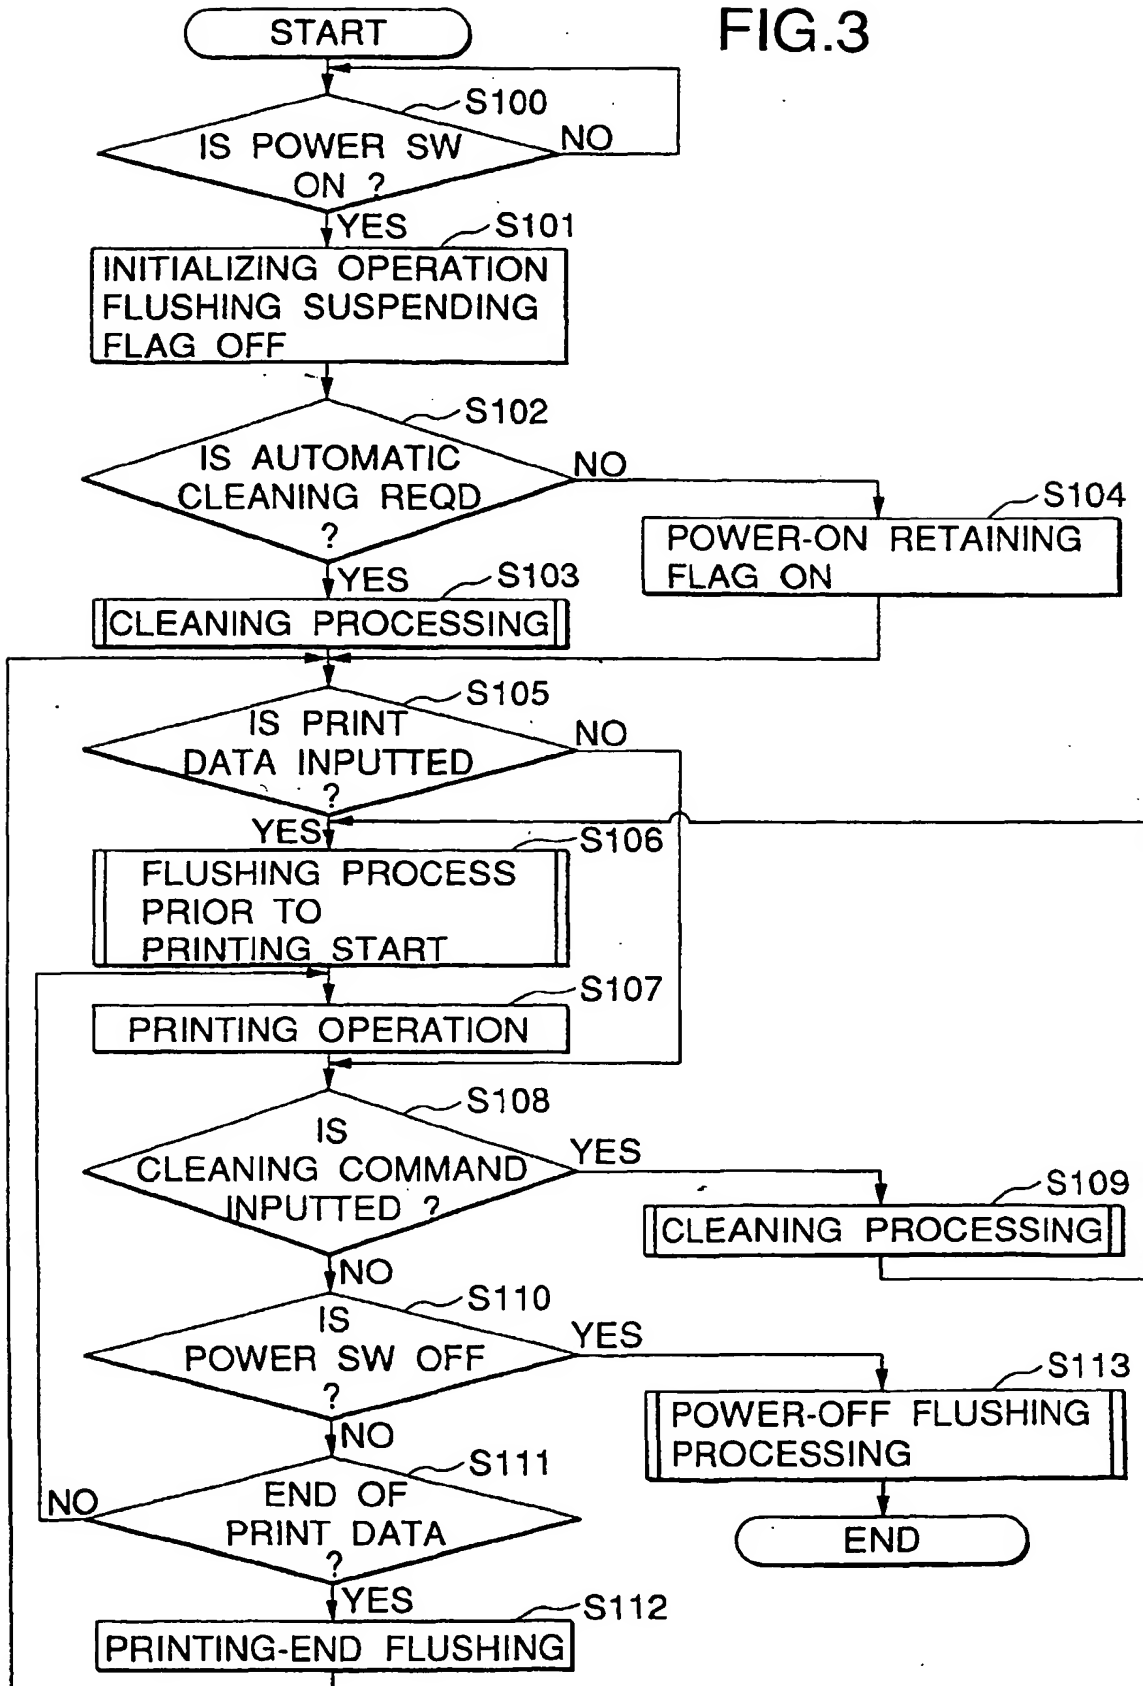 FIG.3
START
S100
IS POWER SW
ON ?
NO
YES
S101
INITIALIZING OPERATION
FLUSHING SUSPENDING
FLAG OFF
S102
IS AUTOMATIC
CLEANING REQD
?
NO
S104
POWER-ON RETAINING
FLAG ON
YES
S103
CLEANING PROCESSING
S105
IS PRINT
DATA INPUTTED
?
NO
YES
S106
FLUSHING PROCESS
PRIOR TO
PRINTING START
S107
PRINTING OPERATION
S108
IS
CLEANING COMMAND
INPUTTED ?
YES
S109
CLEANING PROCESSING
NO
S110
IS
POWER SW OFF
?
YES
S113
POWER-OFF FLUSHING
PROCESSING
NO
S111
END OF
PRINT DATA
?
NO
END
YES
S112
PRINTING-END FLUSHING